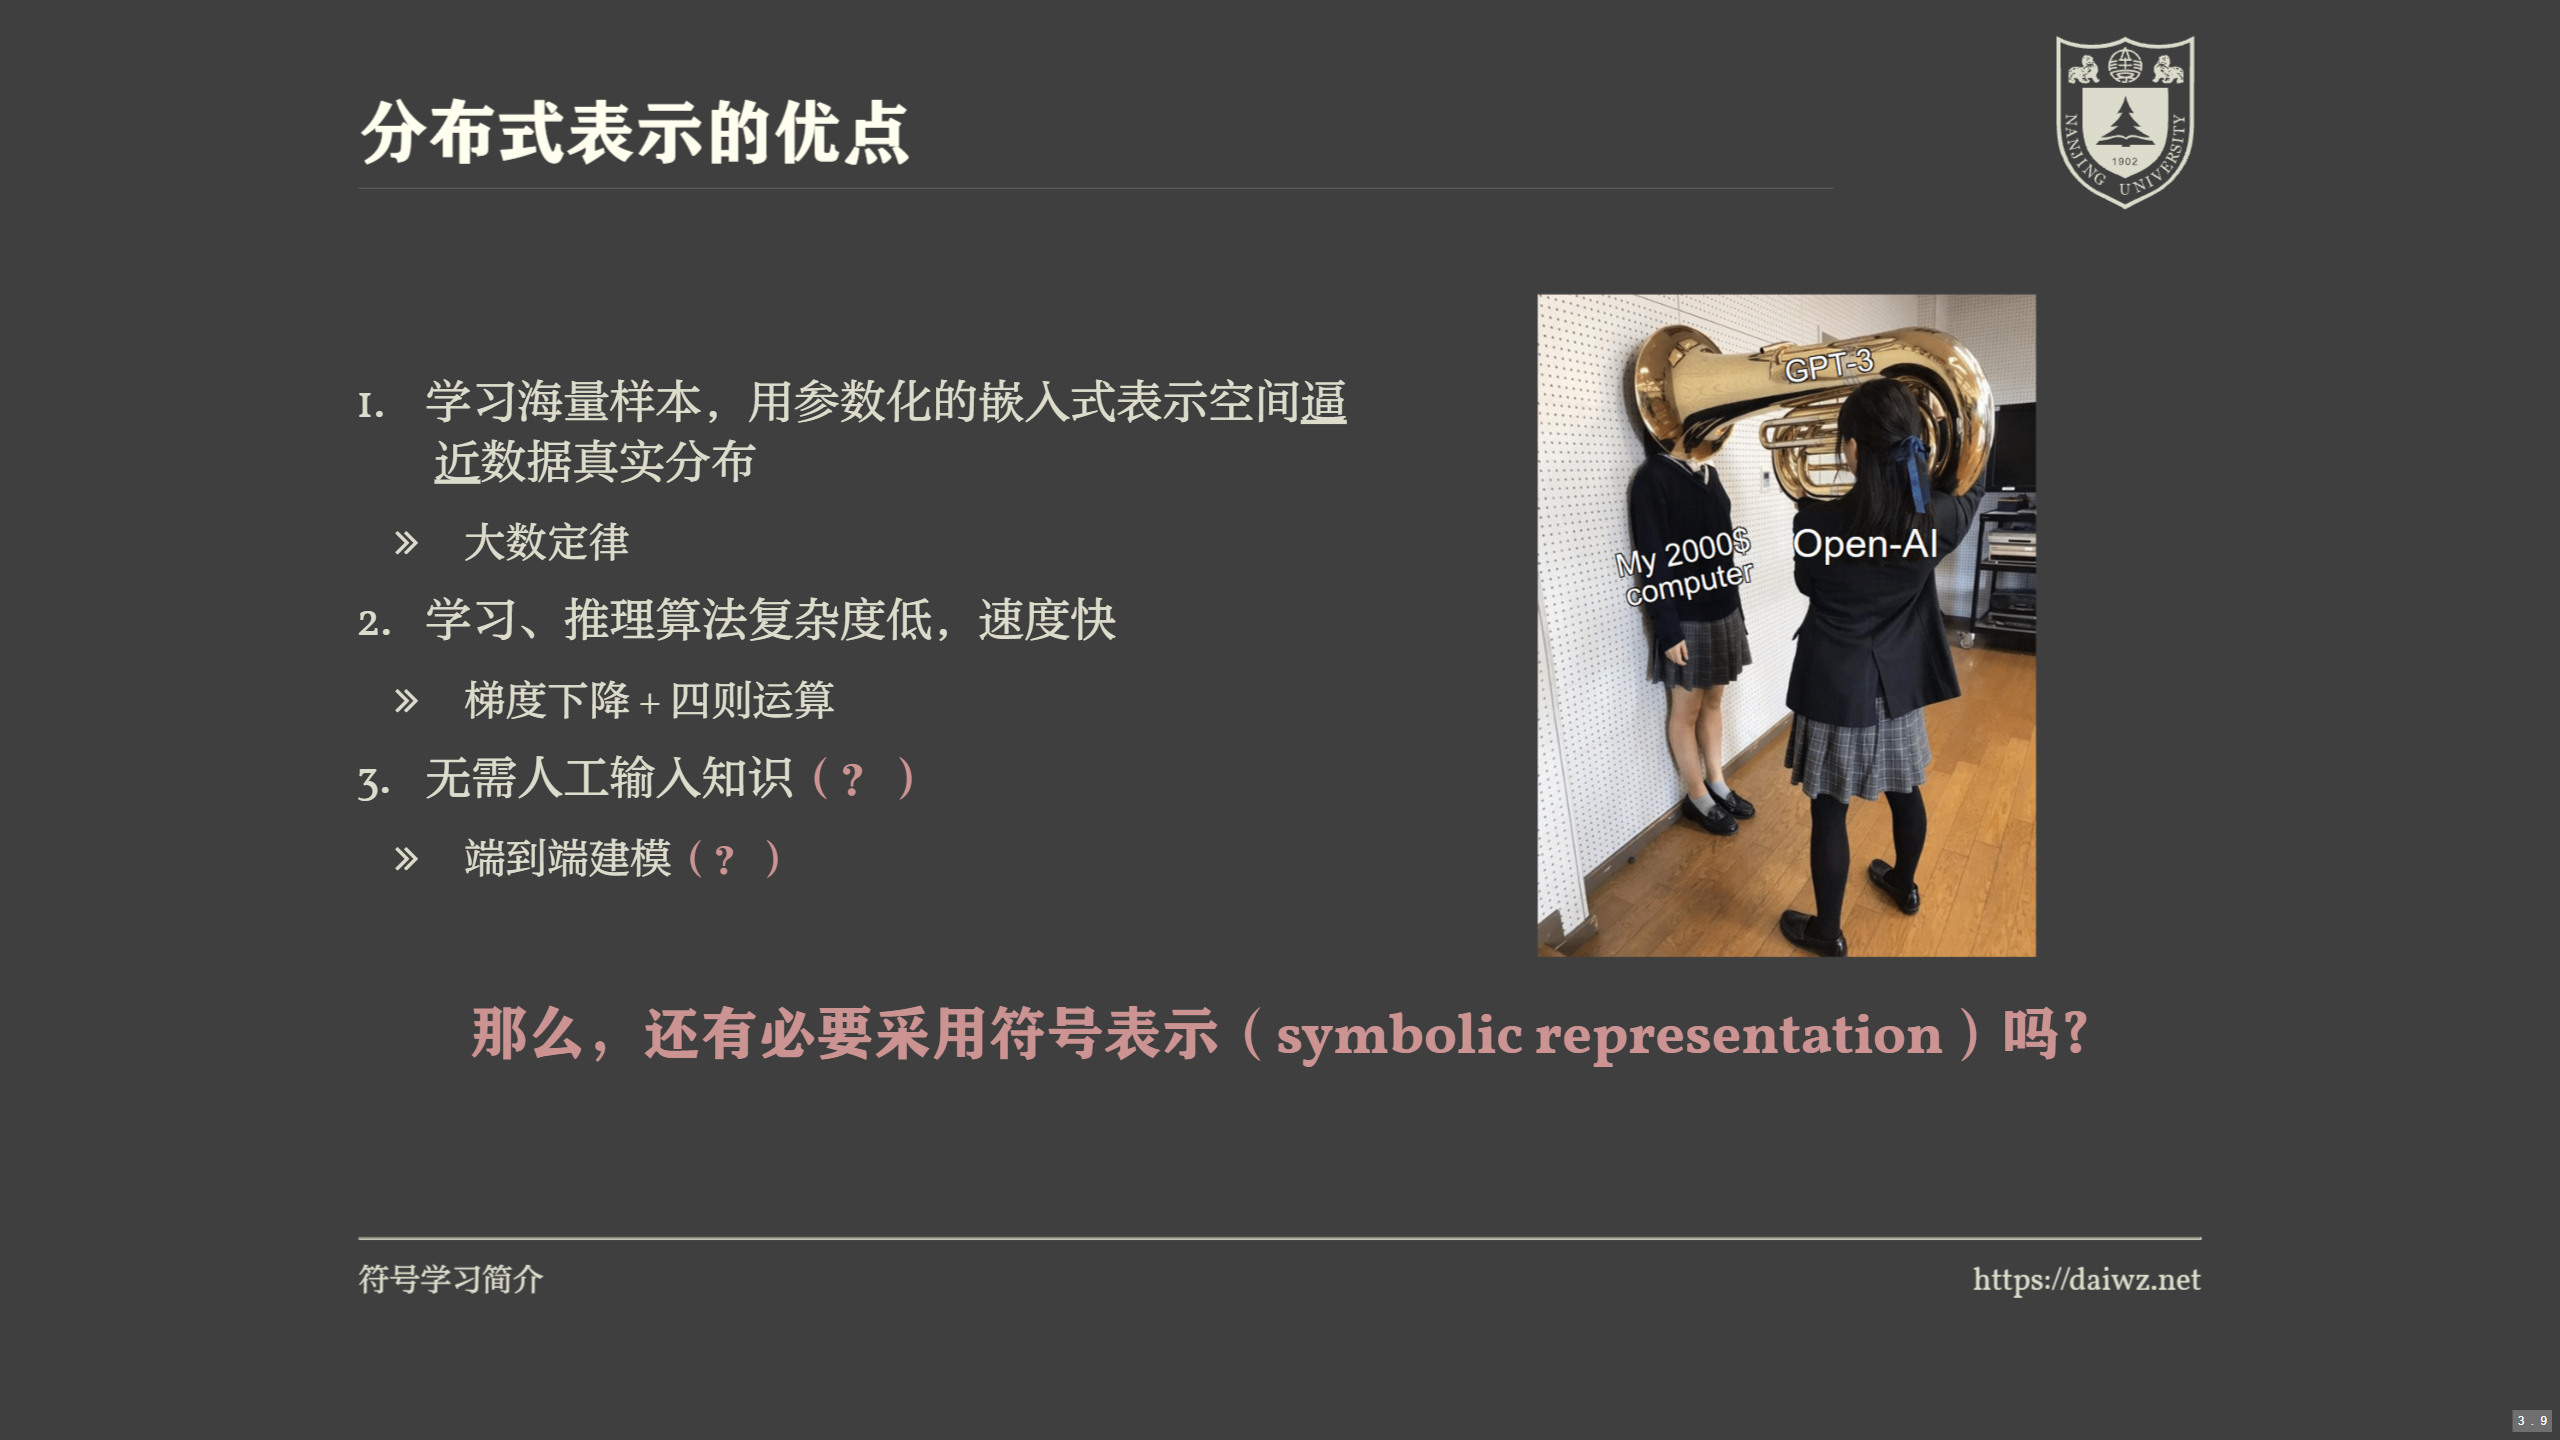 分布式表示的优点
NANJING UNIVERSITY
1902
1. 学习海量样本，用参数化的嵌入式表示空间逼
近数据真实分布
» 大数定律
2. 学习、推理算法复杂度低，速度快
» 梯度下降 + 四则运算
3. 无需人工输入知识（? ）
» 端到端建模（? ）
GPT-3
My 2000$
computer
Open-AI
那么，还有必要采用符号表示（symbolic representation）吗?
符号学习简介
https://daiwz.net
3 . 9